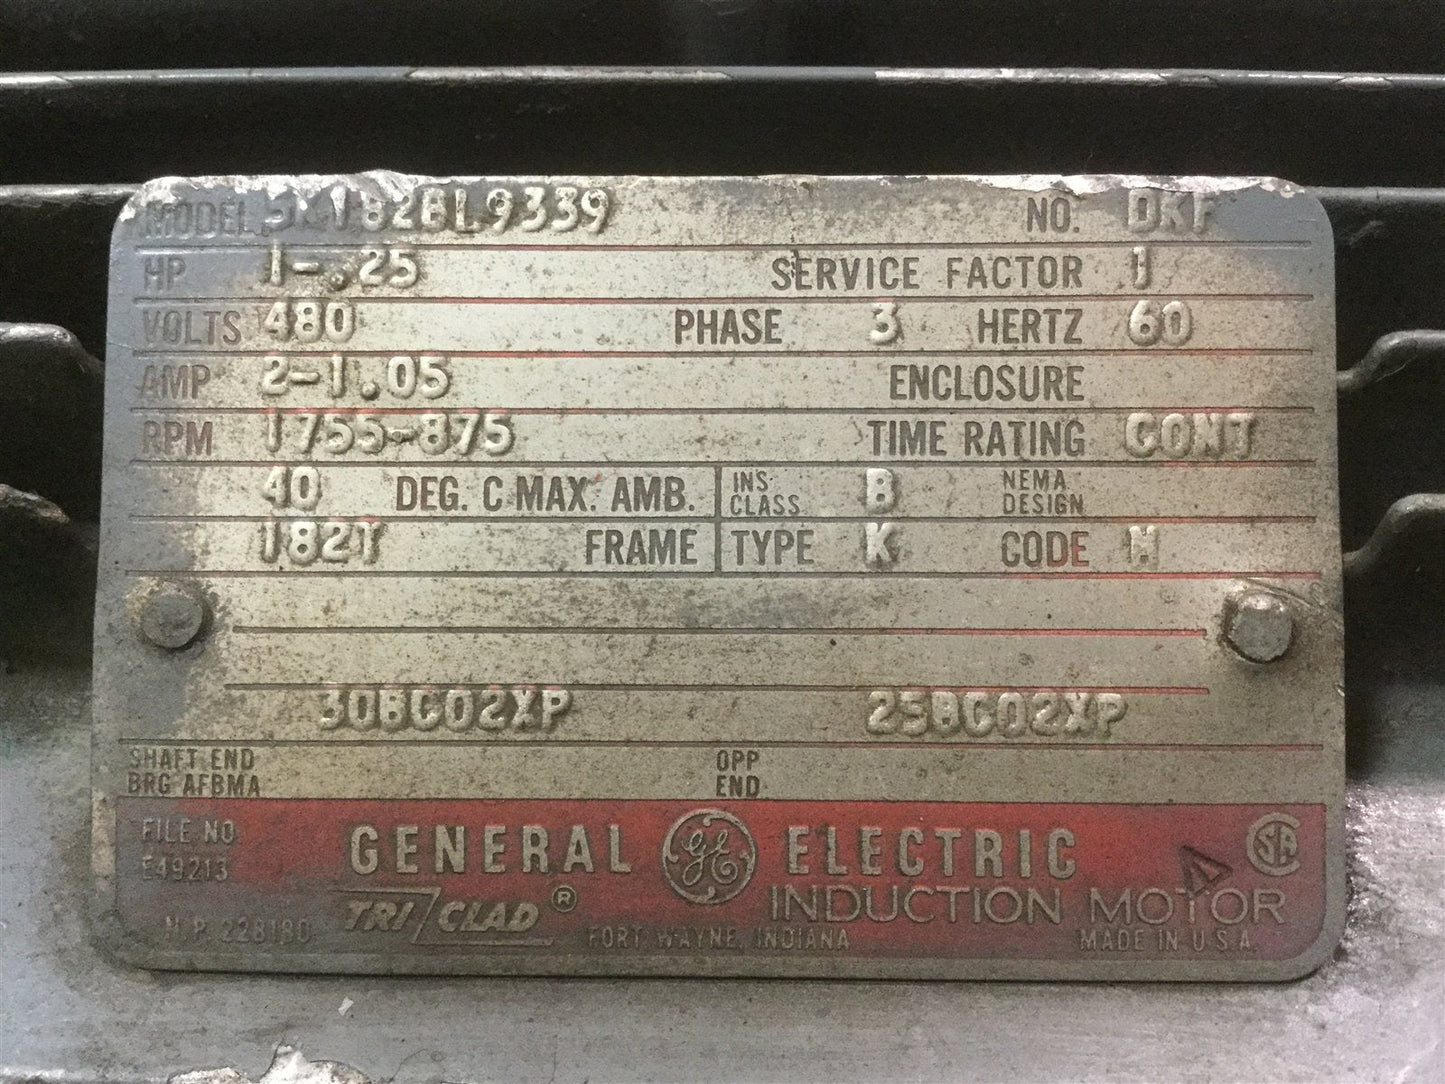 MODEL 5K182BL9339 NO. DKF
HP 1-.25 SERVICE FACTOR 1
VOLTS 480 PHASE 3 HERTZ 60
AMP 2-1.05 ENCLOSURE
RPM 1755-875 TIME RATING CONT
40 DEG. C MAX. AMB. INS. CLASS B NEMA DESIGN
182T FRAME TYPE K CODE M
30BC02XP 25BC02XP
SHAFT END OPP
BRG AFBMA END
FILE NO. GENERAL GE ELECTRIC SA
E49213 INDUCTION MOTOR
N.P. 228180 TRI/CLAD ® FORT WAYNE, INDIANA MADE IN U.S.A.